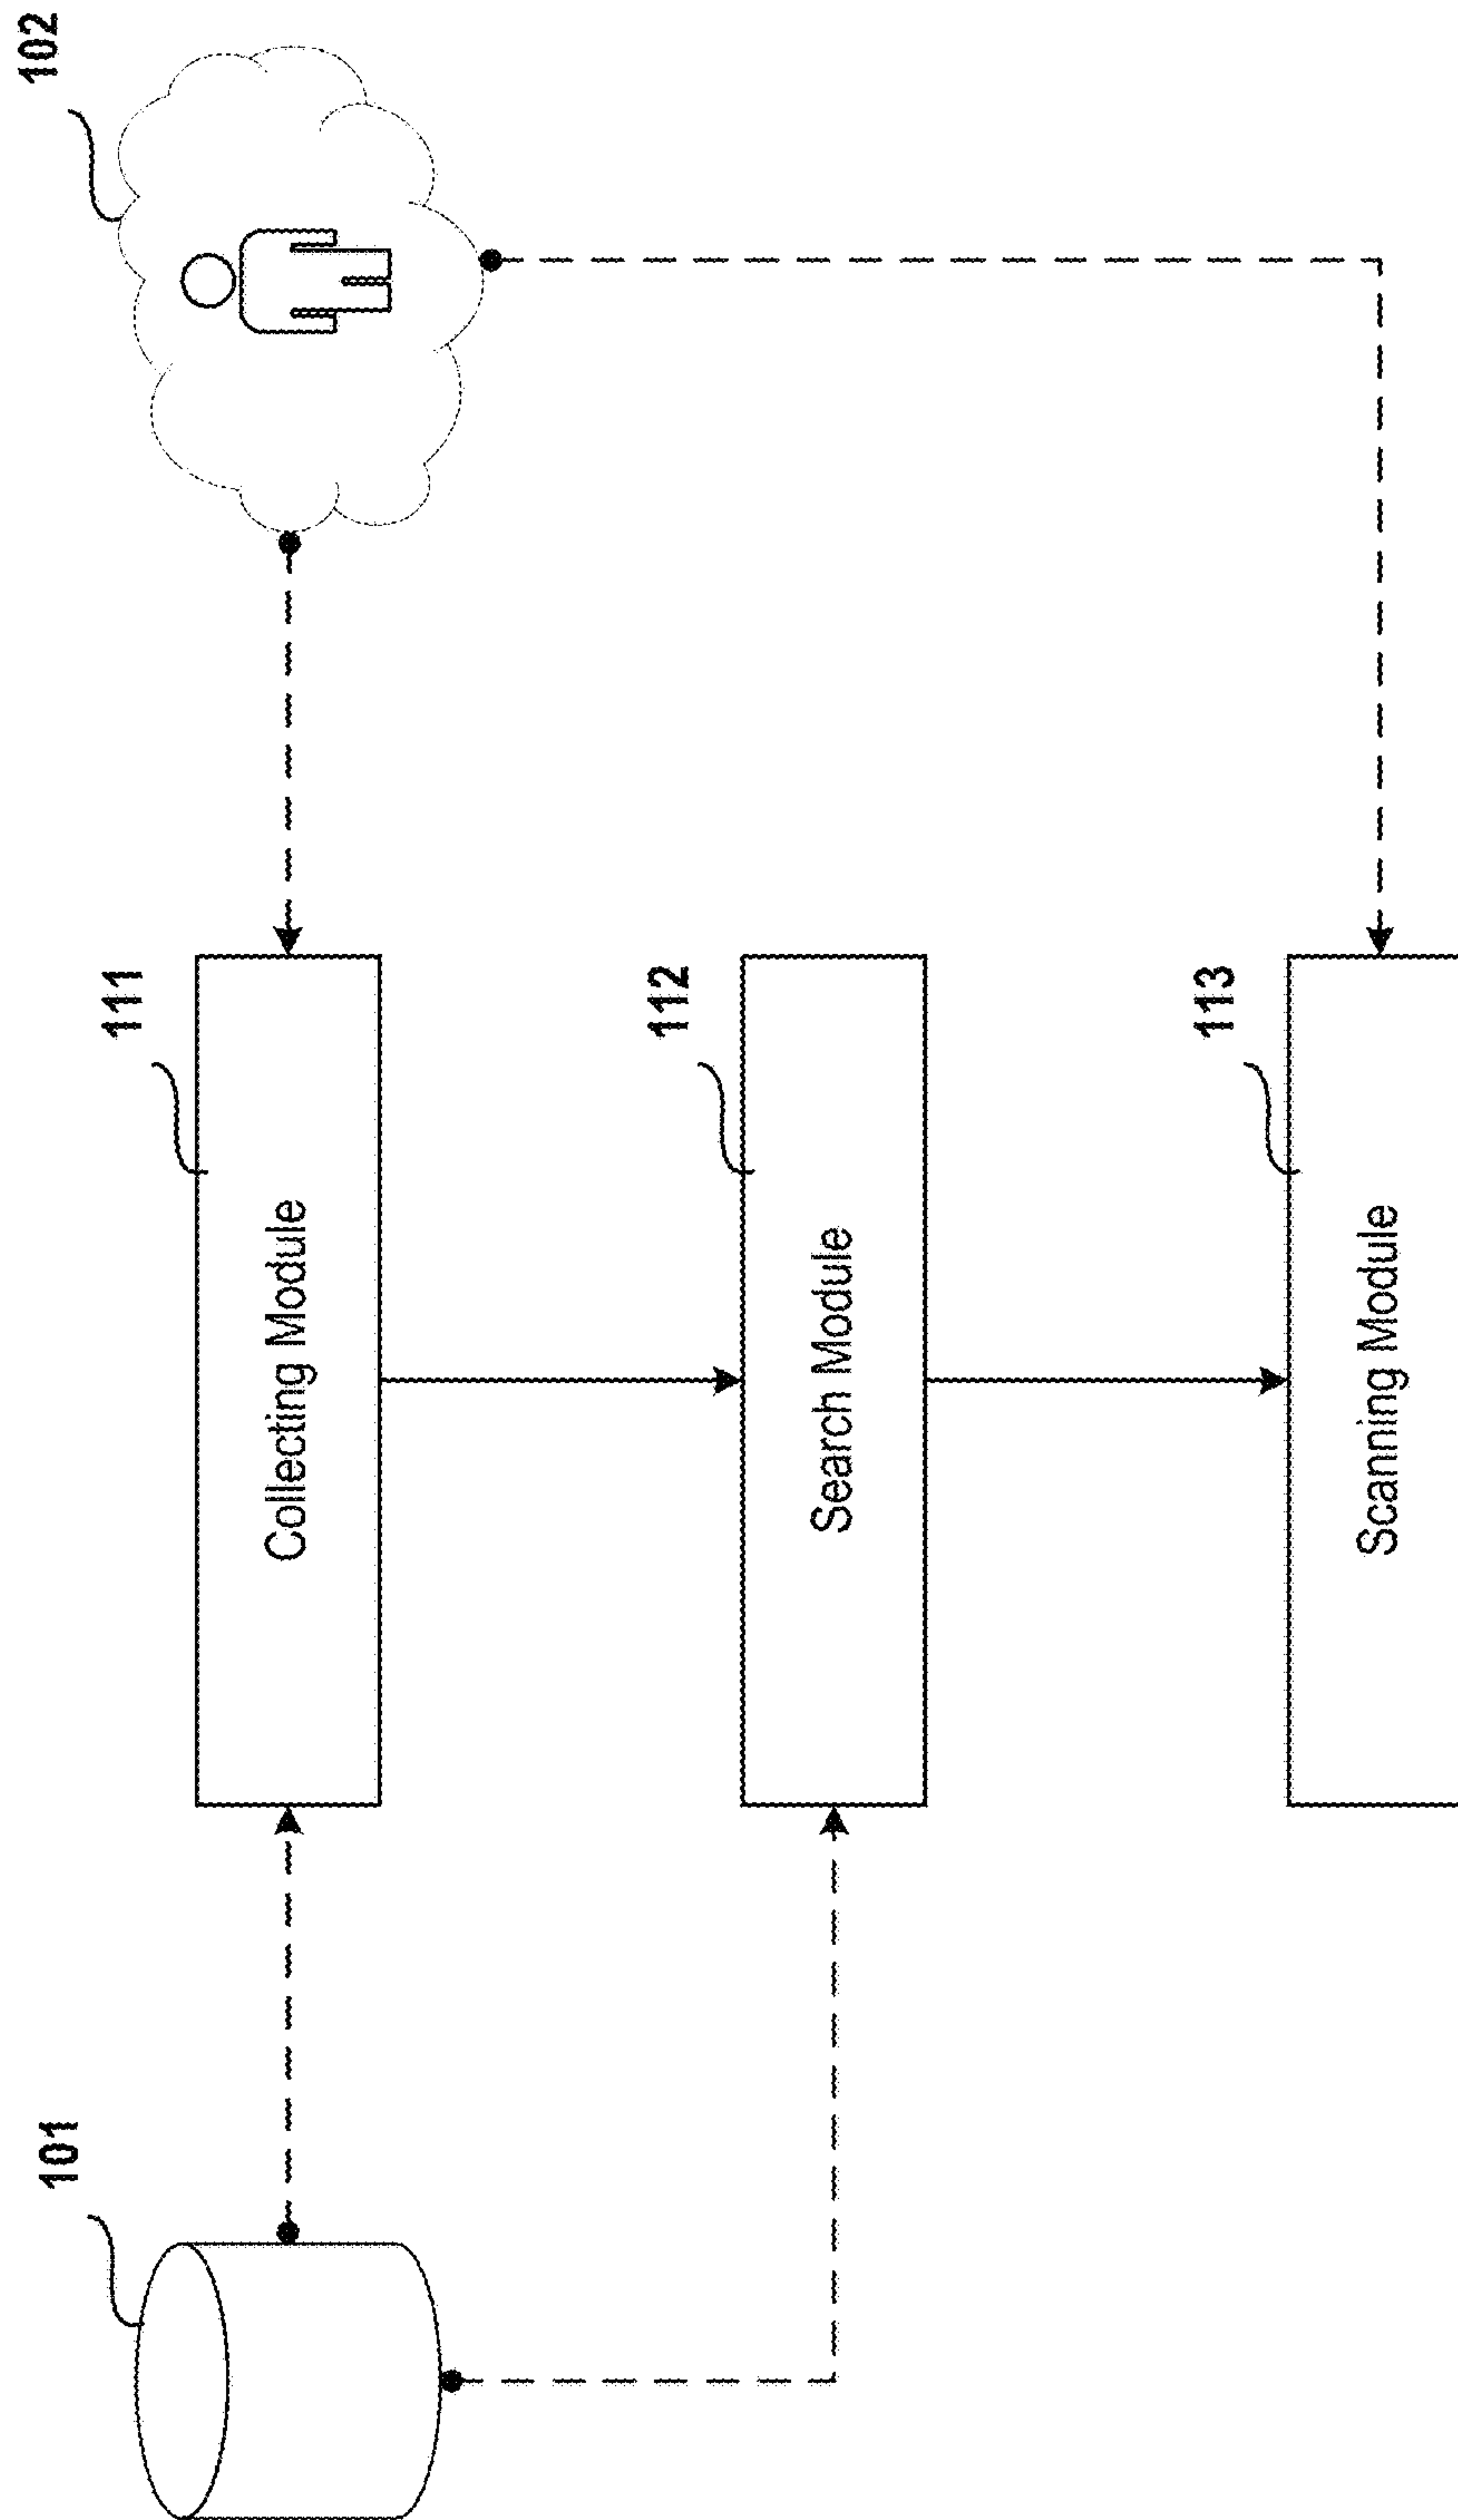 101
102
111
Collecting Module
112
Search Module
113
Scanning Module